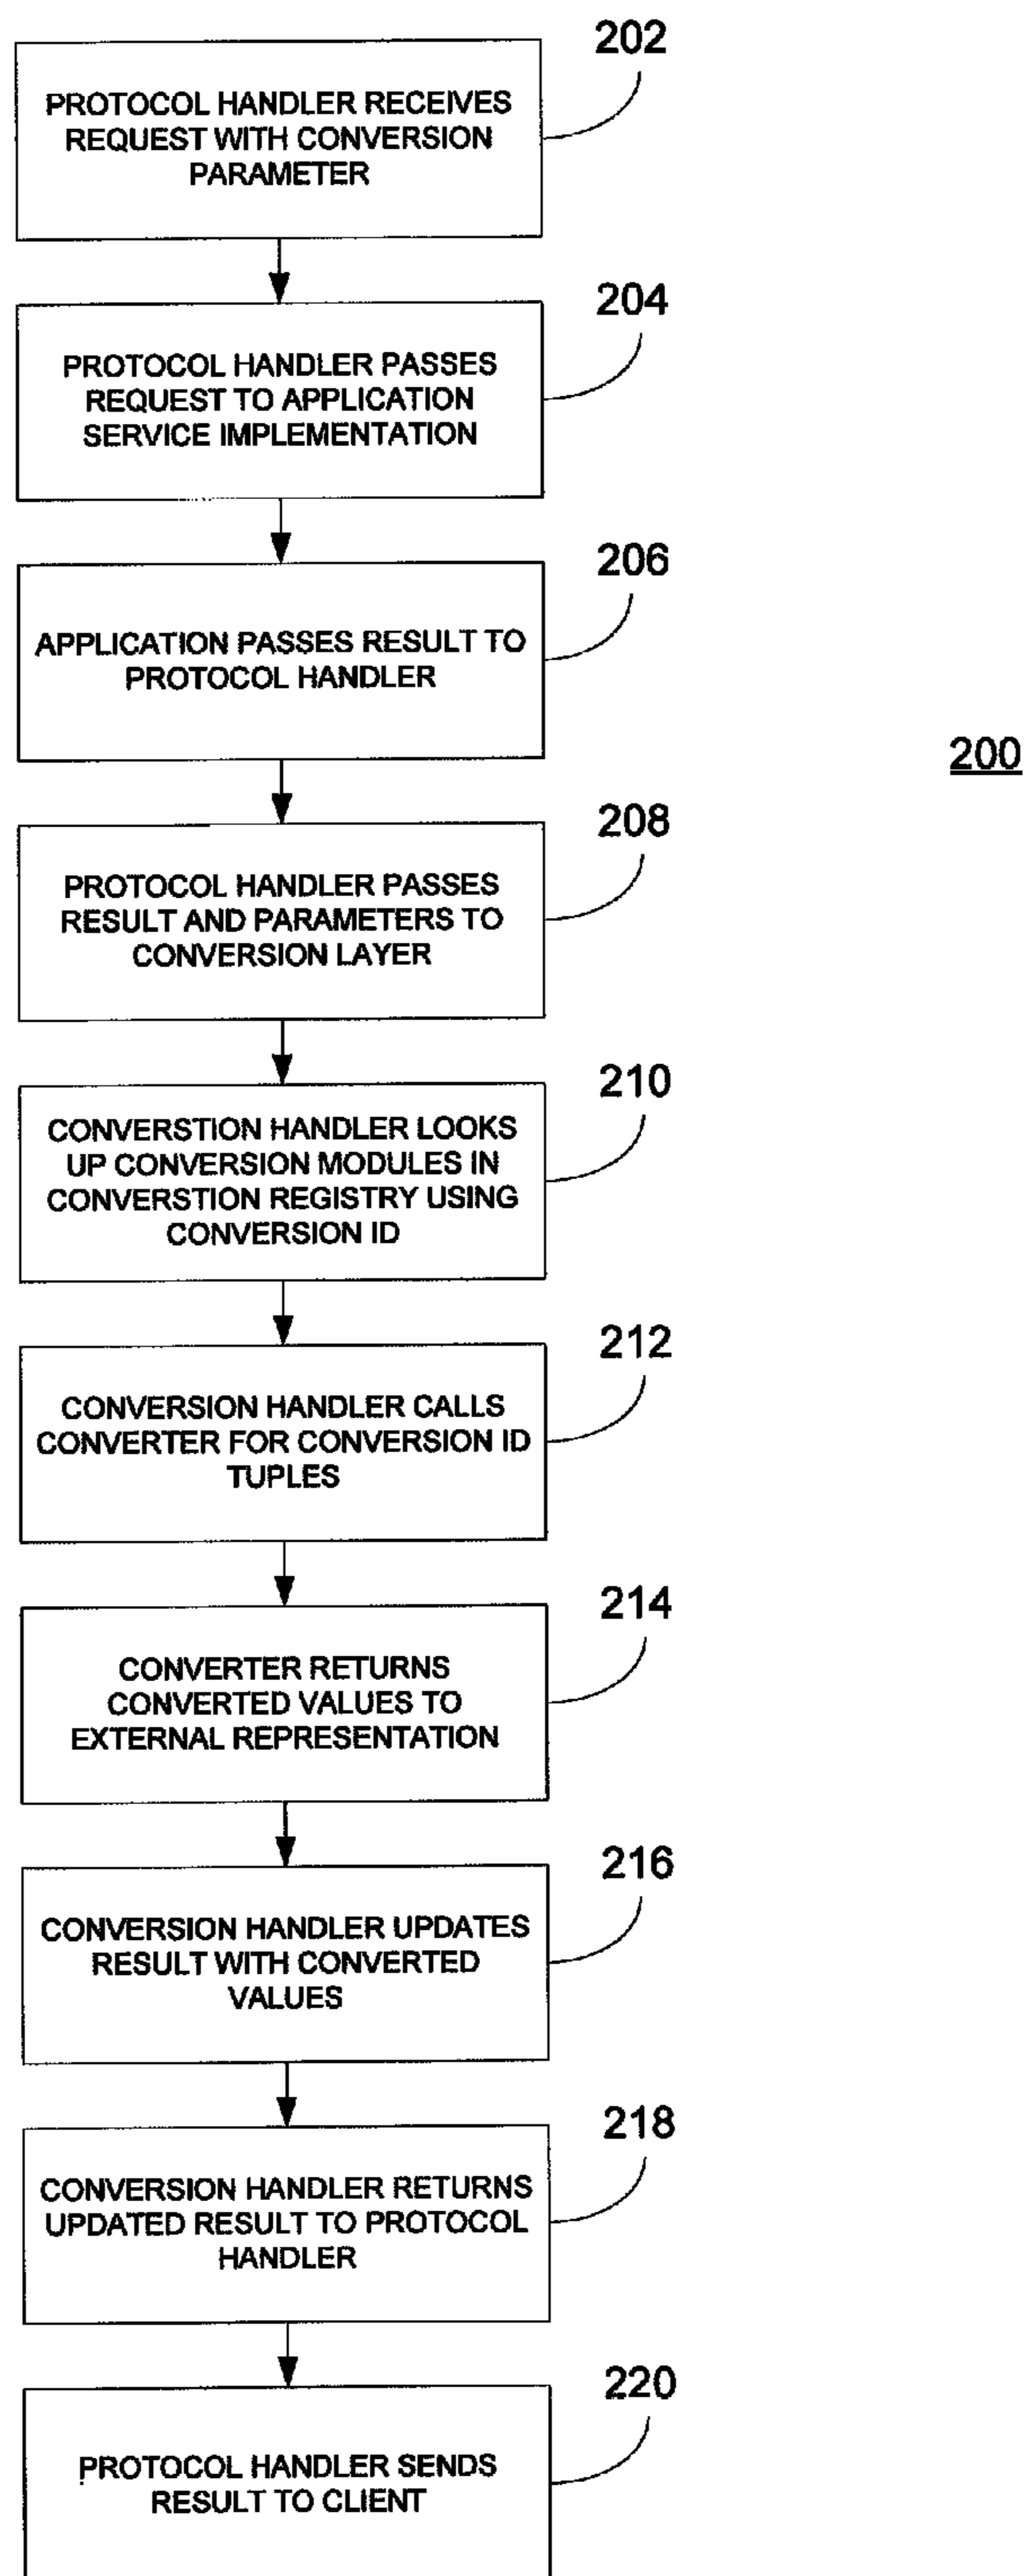 202
PROTOCOL HANDLER RECEIVES
REQUEST WITH CONVERSION
PARAMETER
204
PROTOCOL HANDLER PASSES
REQUEST TO APPLICATION
SERVICE IMPLEMENTATION
206
APPLICATION PASSES RESULT TO
PROTOCOL HANDLER
200
208
PROTOCOL HANDLER PASSES
RESULT AND PARAMETERS TO
CONVERSION LAYER
210
CONVERSTION HANDLER LOOKS
UP CONVERSION MODULES IN
CONVERSTION REGISTRY USING
CONVERSION ID
212
CONVERSION HANDLER CALLS
CONVERTER FOR CONVERSION ID
TUPLES
214
CONVERTER RETURNS
CONVERTED VALUES TO
EXTERNAL REPRESENTATION
216
CONVERSION HANDLER UPDATES
RESULT WITH CONVERTED
VALUES
218
CONVERSION HANDLER RETURNS
UPDATED RESULT TO PROTOCOL
HANDLER
220
PROTOCOL HANDLER SENDS
RESULT TO CLIENT